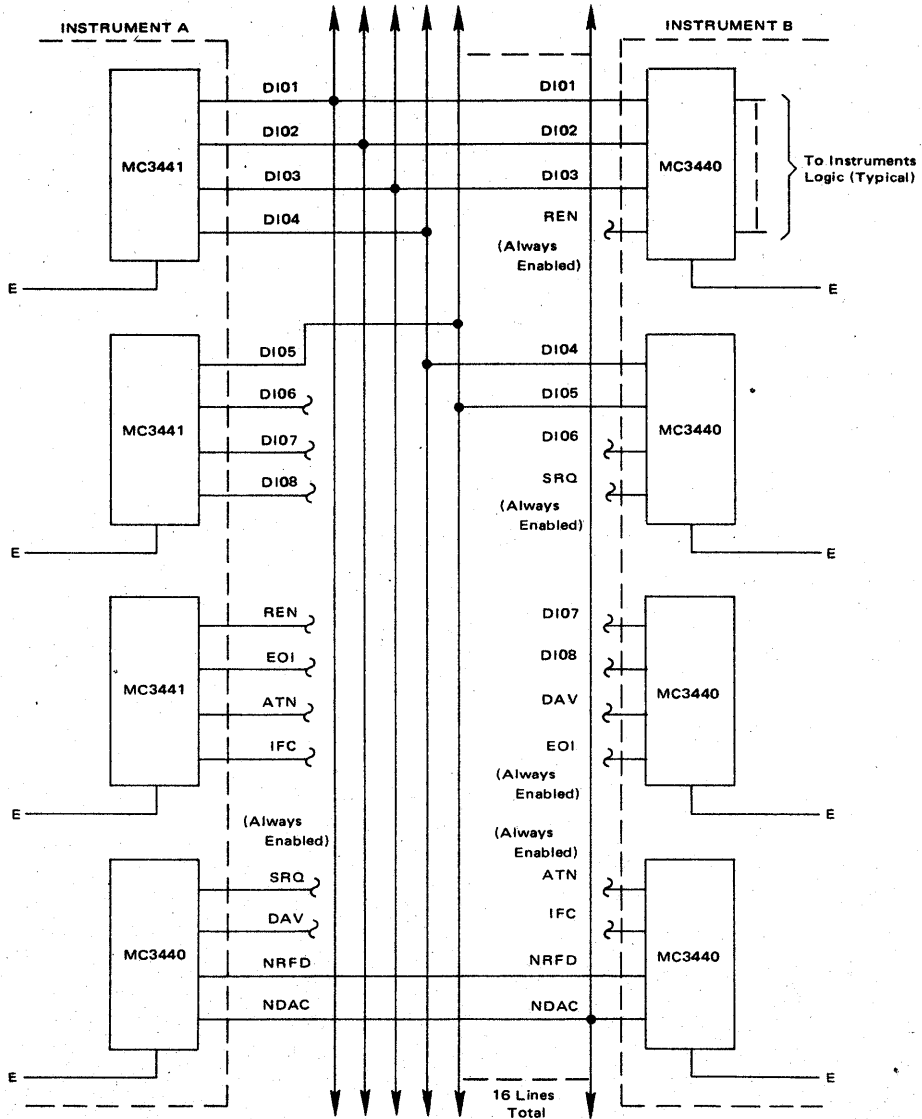 INSTRUMENT A
INSTRUMENT B
DI01
DI01
DI02
DI02
MC3441
MC3440
To Instruments
Logic (Typical)
DI03
DI03
DI04
REN
(Always
Enabled)
E
E
DI05
DI04
DI06
DI05
MC3441
MC3440
DI07
DI06
DI08
SRQ
(Always
Enabled)
E
E
REN
DI07
EOI
DI08
MC3441
MC3440
ATN
DAV
IFC
EOI
(Always
Enabled)
E
E
(Always
Enabled)
(Always
Enabled)
SRQ
ATN
DAV
IFC
MC3440
MC3440
NRFD
NRFD
NDAC
NDAC
E
E
16 Lines
Total